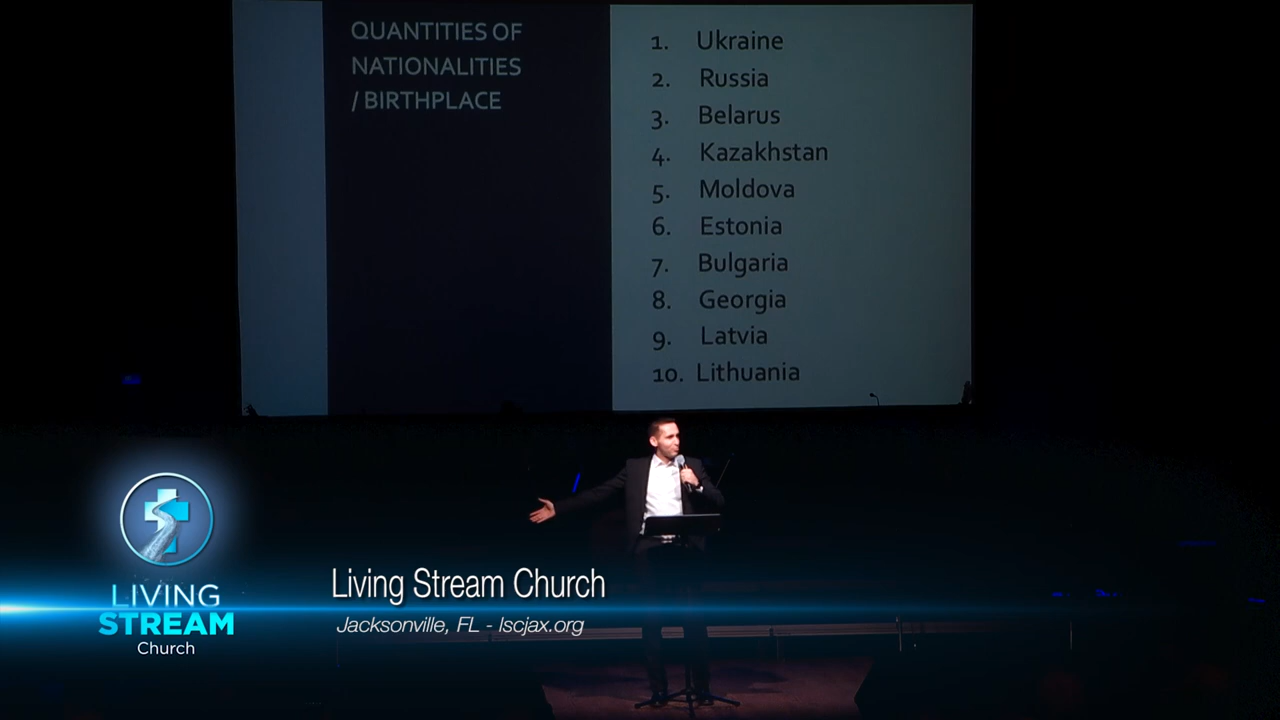 QUANTITIES OF
NATIONALITIES
/ BIRTHPLACE
1. Ukraine
2. Russia
3. Belarus
4. Kazakhstan
5. Moldova
6. Estonia
7. Bulgaria
8. Georgia
9. Latvia
10. Lithuania
LIVING
STREAM
Church
Living Stream Church
Jacksonville, FL - lscjax.org